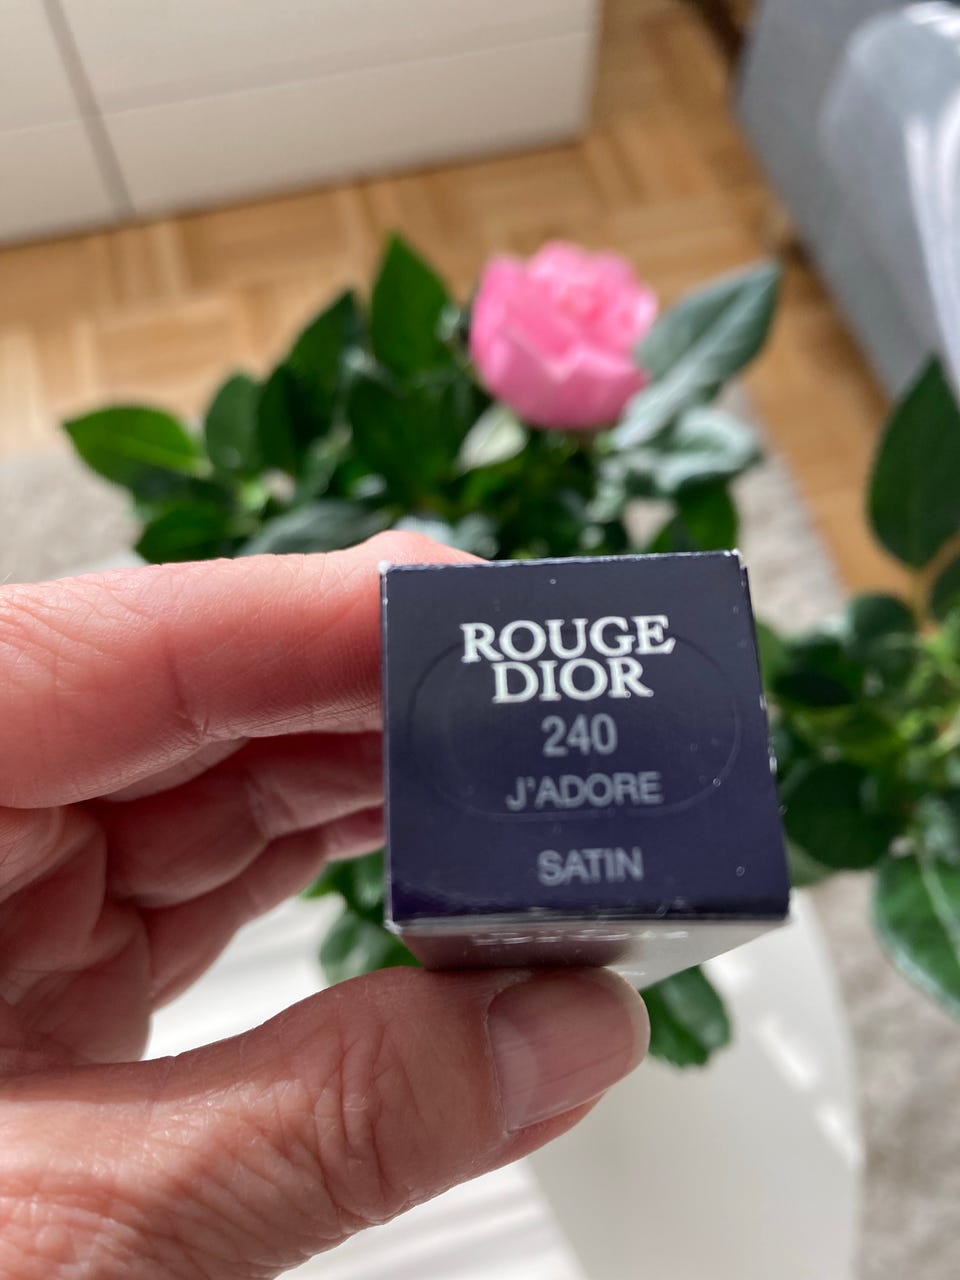 ROUGE
DIOR
240
J'ADORE
SATIN